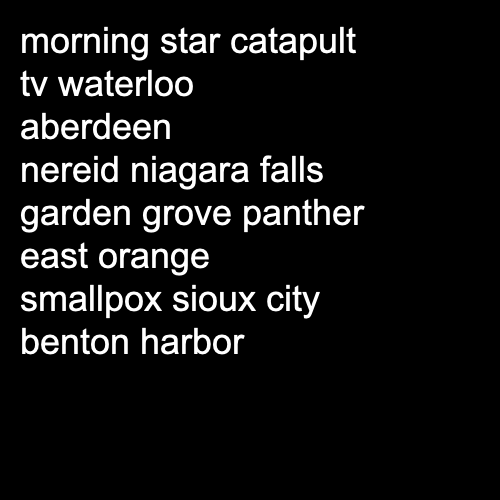 morning star catapult
tv waterloo
aberdeen
nereid niagara falls
garden grove panther
east orange
smallpox sioux city
benton harbor